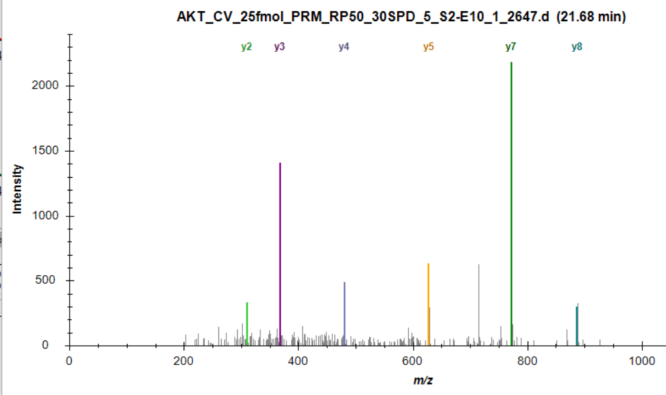 AKT_CV_25fmol_PRM_RP50_30SPD_5_S2-E10_1_2647.d (21.68 min)
y2 y3 y4 y5 y7 y8
2000
1500
1000
500
0
Intensity
0 200 400 600 800 1000
m/z